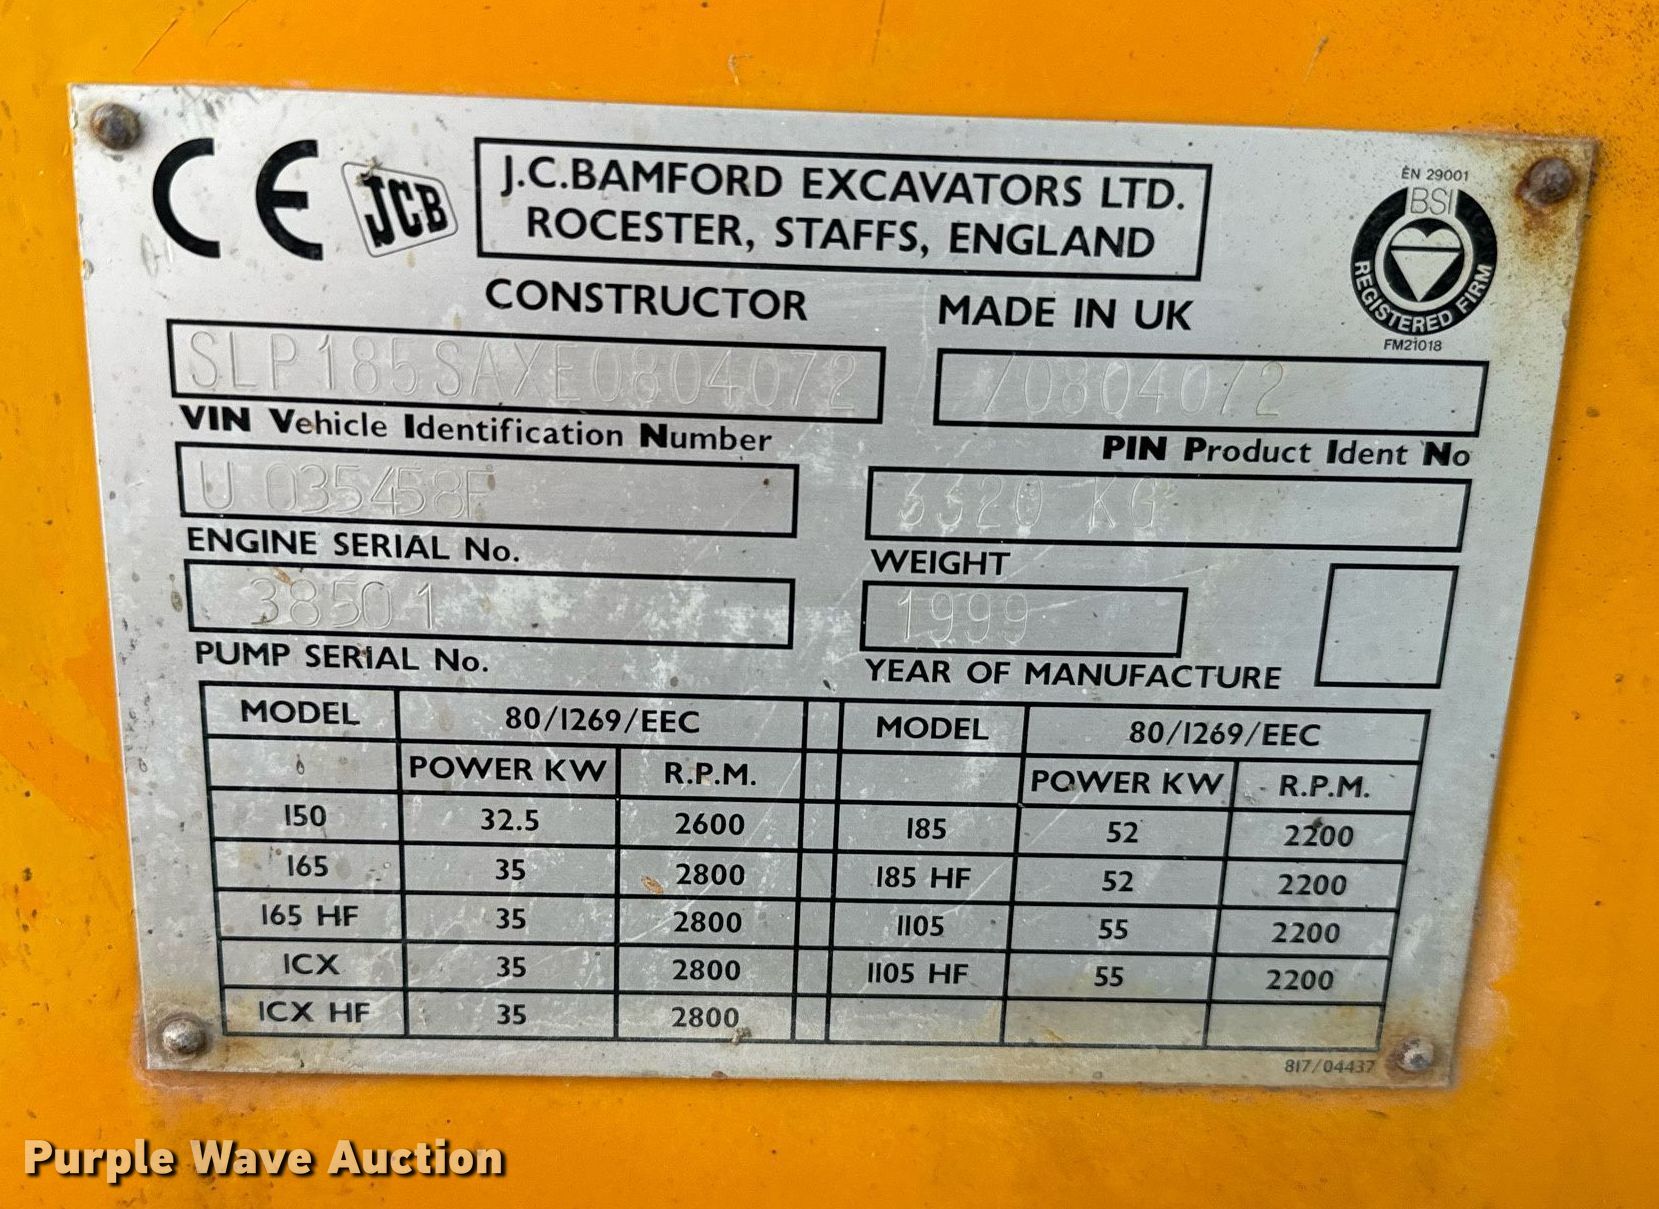 CE JCB J.C.BAMFORD EXCAVATORS LTD.
ROCESTER, STAFFS, ENGLAND
EN 29001
BSI
REGISTERED FIRM
FM21018
CONSTRUCTOR MADE IN UK
SLP185SAXE0804072 /0804072
VIN Vehicle Identification Number PIN Product Ident No
U 035458F 3320 KG
ENGINE SERIAL No. WEIGHT
38501 1999
PUMP SERIAL No. YEAR OF MANUFACTURE
MODEL 80/1269/EEC MODEL 80/1269/EEC
POWER KW R.P.M. POWER KW R.P.M.
150 32.5 2600 185 52 2200
165 35 2800 185 HF 52 2200
165 HF 35 2800 1105 55 2200
1CX 35 2800 1105 HF 55 2200
1CX HF 35 2800
817/04437
Purple Wave Auction